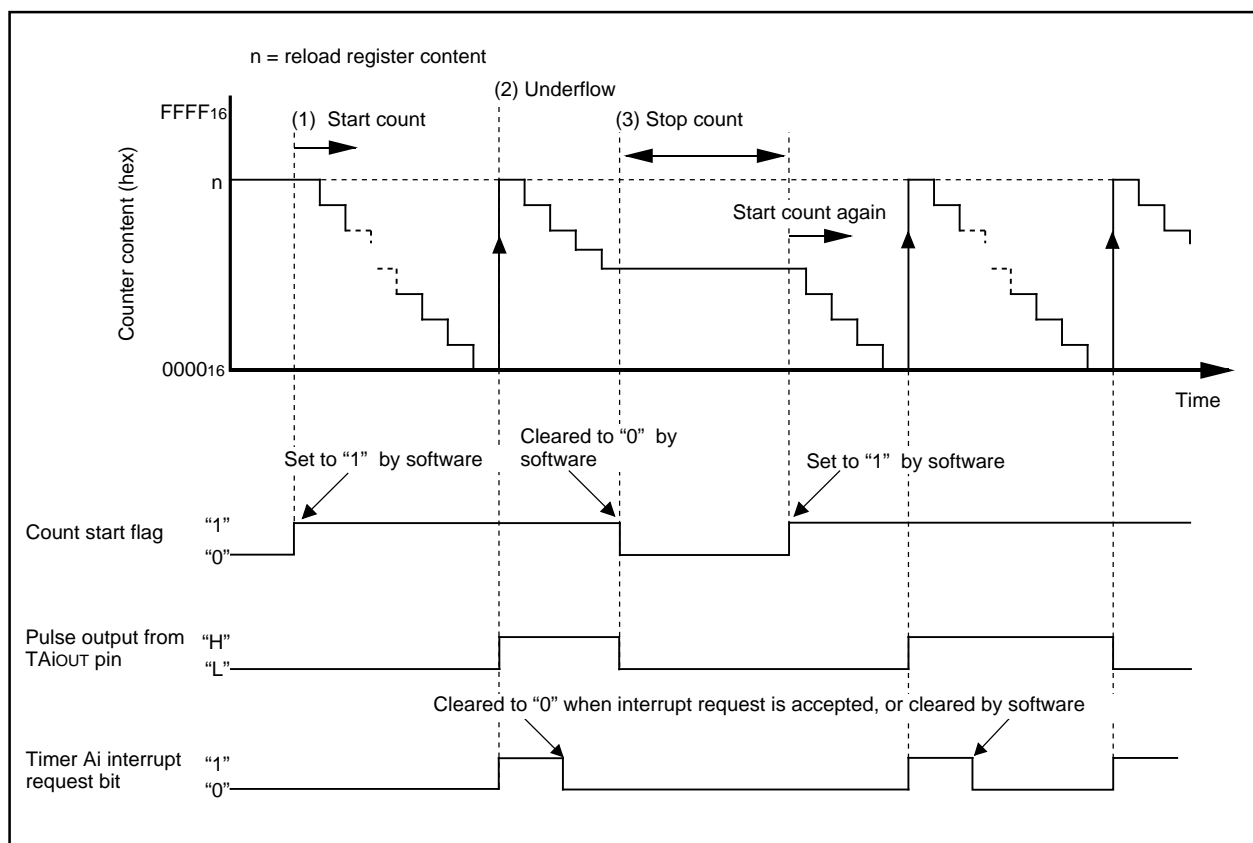 n = reload register content
(2) Underflow
FFFF16
(1) Start count
(3) Stop count
n
Start count again
Counter content (hex)
000016
Time
Cleared to “0” by
software
Set to “1” by software
Set to “1” by software
Count start flag
“1”
“0”
Pulse output from
TAiOUT pin
“H”
“L”
Cleared to “0” when interrupt request is accepted, or cleared by software
Timer Ai interrupt
request bit
“1”
“0”